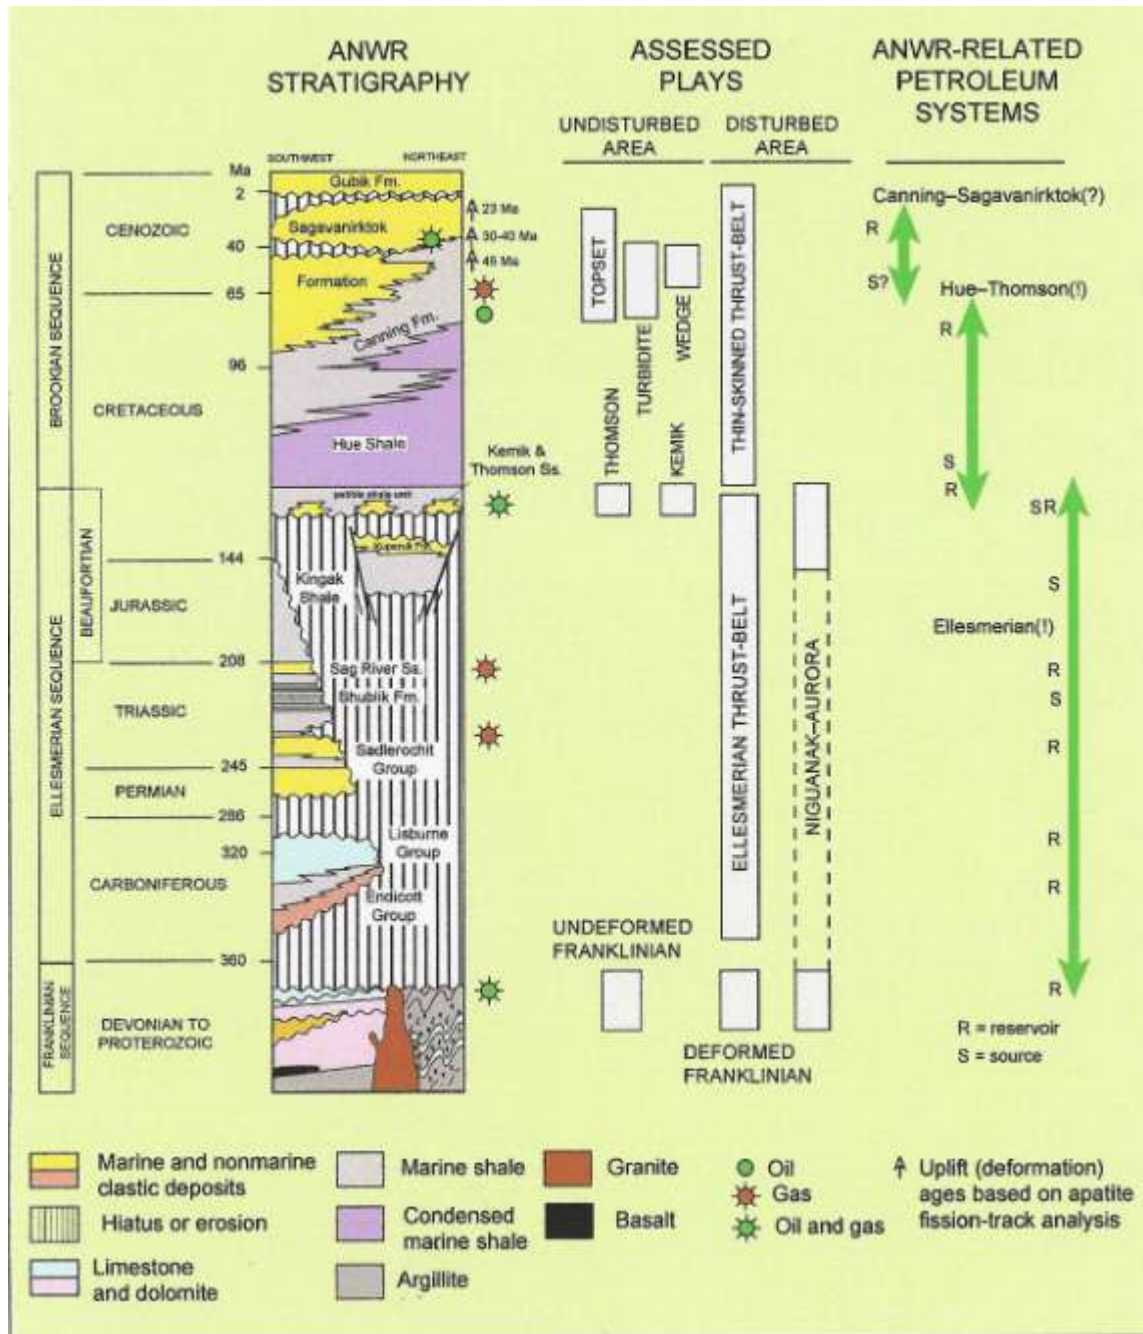 ANWR
STRATIGRAPHY
ASSESSED
PLAYS
ANWR-RELATED
PETROLEUM
SYSTEMS
UNDISTURBED
AREA
DISTURBED
AREA
SOUTHWEST
NORTHEAST
Ma
2
40
65
96
144
208
245
286
320
360
BROOKIAN SEQUENCE
ELLESMERIAN SEQUENCE
BEAUFORTIAN
FRANKLINIAN
SEQUENCE
CENOZOIC
CRETACEOUS
JURASSIC
TRIASSIC
PERMIAN
CARBONIFEROUS
DEVONIAN TO
PROTEROZOIC
Gubik Fm.
Sagavanirktok
Formation
Canning Fm.
Hue Shale
Kemik &
Thomson Ss.
pebble shale unit
Kuparuk Fm.
Kingak
Shale
Sag River Ss.
Shublik Fm.
Sadlerochit
Group
Lisburne
Group
Endicott
Group
23 Ma
30-40 Ma
45 Ma
TOPSET
TURBIDITE
WEDGE
THOMSON
KEMIK
THIN-SKINNED THRUST-BELT
ELLESMERIAN THRUST-BELT
NIGUANAK–AURORA
UNDEFORMED
FRANKLINIAN
DEFORMED
FRANKLINIAN
Canning–Sagavanirktok(?)
R
S?
Hue–Thomson(!)
R
S
R
S R
S
Ellesmerian(!)
R
S
R
R
R
R
R = reservoir
S = source
Marine and nonmarine
clastic deposits
Hiatus or erosion
Limestone
and dolomite
Marine shale
Condensed
marine shale
Argillite
Granite
Basalt
Oil
Gas
Oil and gas
Uplift (deformation)
ages based on apatite
fission-track analysis